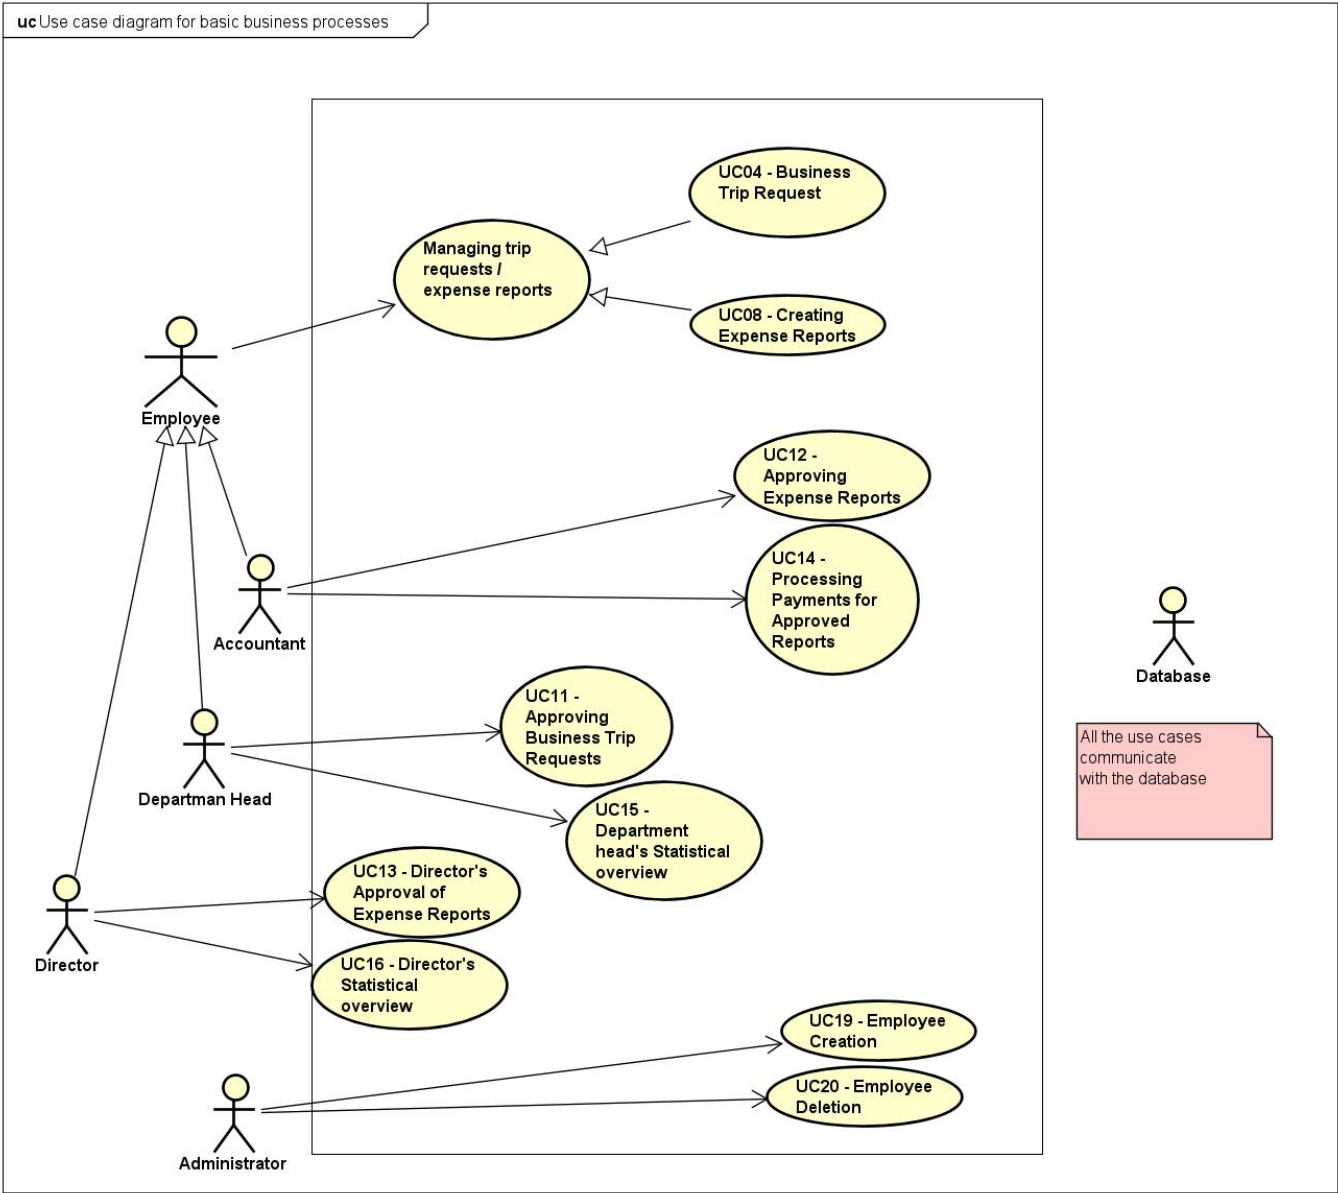 uc Use case diagram for basic business processes
UC04 - Business
Trip Request
Managing trip
requests /
expense reports
UC08 - Creating
Expense Reports
Employee
UC12 -
Approving
Expense Reports
UC14 -
Processing
Payments for
Approved
Reports
Accountant
Database
UC11 -
Approving
Business Trip
Requests
All the use cases
communicate
with the database
Departman Head
UC15 -
Department
head's Statistical
overview
UC13 - Director's
Approval of
Expense Reports
Director
UC16 - Director's
Statistical
overview
UC19 - Employee
Creation
UC20 - Employee
Deletion
Administrator